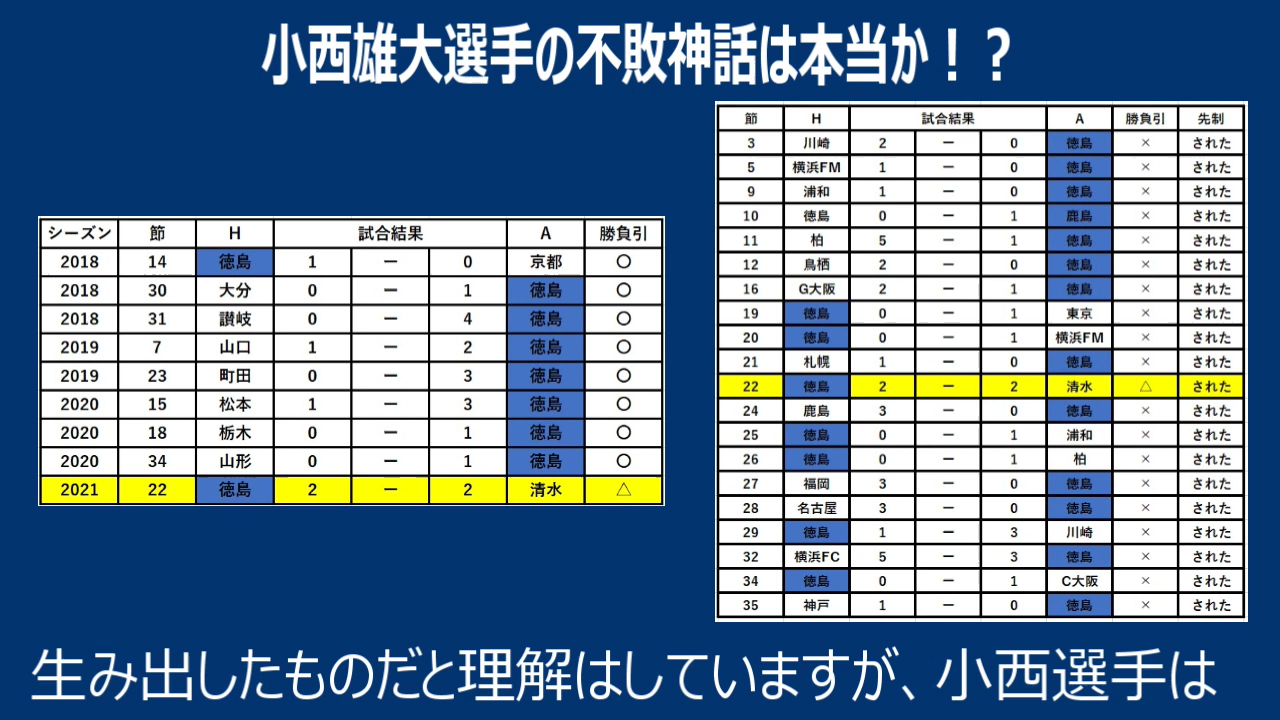 小西雄大選手の不敗神話は本当か！？
シーズン 節 H 試合結果 A 勝負引
2018 14 徳島 1 ー 0 京都 〇
2018 30 大分 0 ー 1 徳島 〇
2018 31 讃岐 0 ー 4 徳島 〇
2019 7 山口 1 ー 2 徳島 〇
2019 23 町田 0 ー 3 徳島 〇
2020 15 松本 1 ー 3 徳島 〇
2020 18 栃木 0 ー 1 徳島 〇
2020 34 山形 0 ー 1 徳島 〇
2021 22 徳島 2 ー 2 清水 △
節 H 試合結果 A 勝負引 先制
3 川崎 2 ー 0 徳島 × された
5 横浜FM 1 ー 0 徳島 × された
9 浦和 1 ー 0 徳島 × された
10 徳島 0 ー 1 鹿島 × された
11 柏 5 ー 1 徳島 × された
12 鳥栖 2 ー 0 徳島 × された
16 G大阪 2 ー 1 徳島 × された
19 徳島 0 ー 1 東京 × された
20 徳島 0 ー 1 横浜FM × された
21 札幌 1 ー 0 徳島 × された
22 徳島 2 ー 2 清水 △ された
24 鹿島 3 ー 0 徳島 × された
25 徳島 0 ー 1 浦和 × された
26 徳島 0 ー 1 柏 × された
27 福岡 3 ー 0 徳島 × された
28 名古屋 3 ー 0 徳島 × された
29 徳島 1 ー 3 川崎 × された
32 横浜FC 5 ー 3 徳島 × された
34 徳島 0 ー 1 C大阪 × された
35 神戸 1 ー 0 徳島 × された
生み出したものだと理解はしていますが、小西選手は